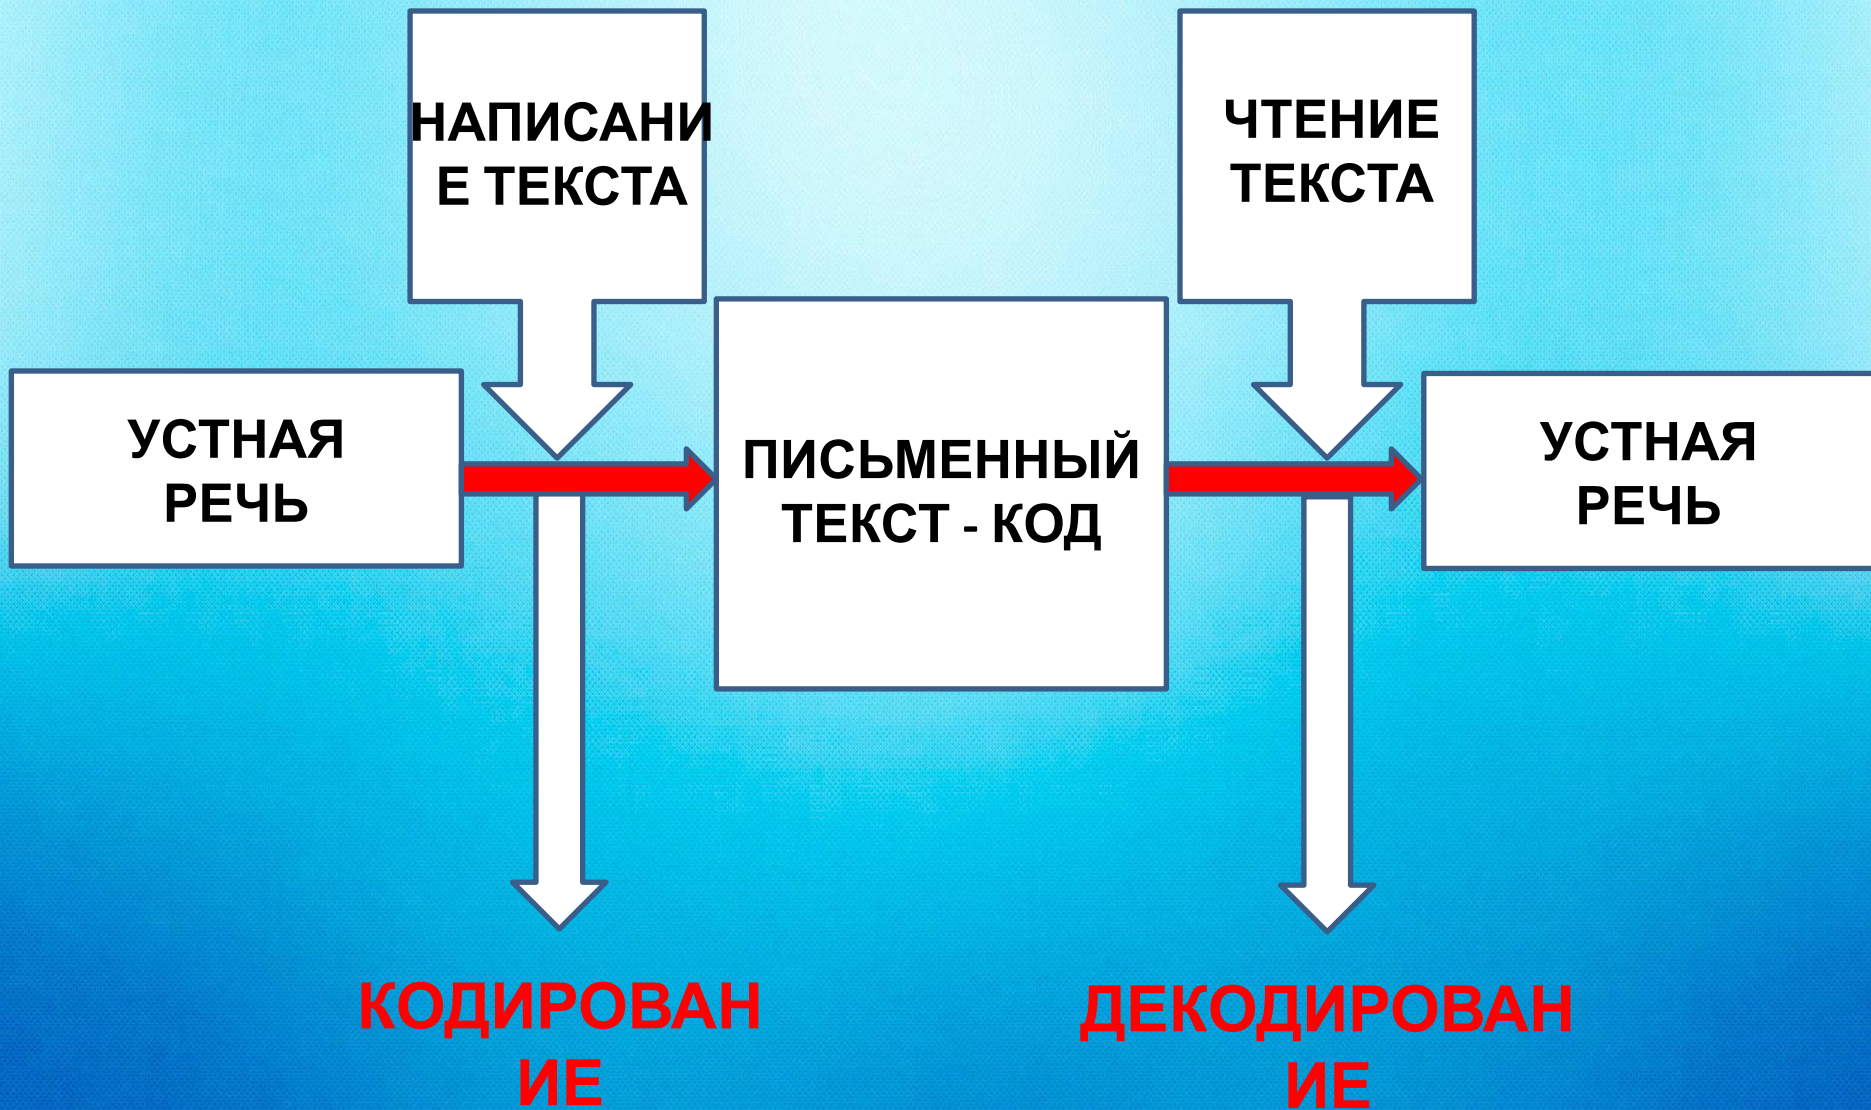 НАПИСАНИ
Е ТЕКСТА
ЧТЕНИЕ
ТЕКСТА
УСТНАЯ
РЕЧЬ
ПИСЬМЕННЫЙ
ТЕКСТ - КОД
УСТНАЯ
РЕЧЬ
КОДИРОВАН
ИЕ
ДЕКОДИРОВАН
ИЕ